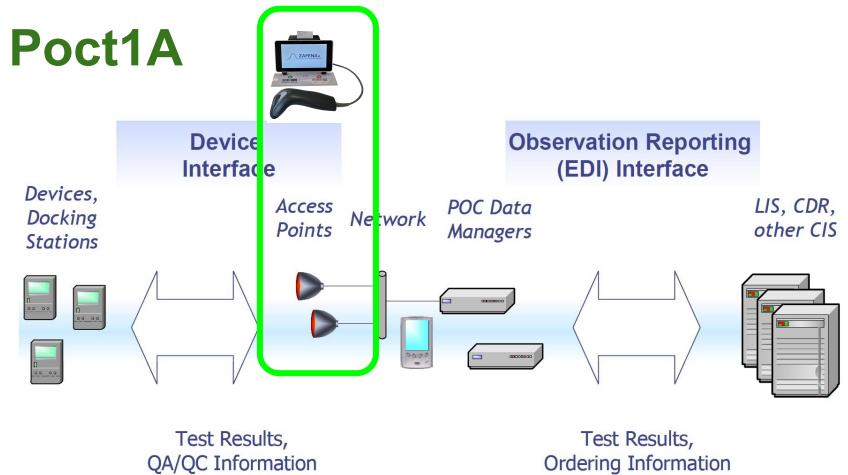 Poct1A
ZAFENA
Device
Interface
Observation Reporting
(EDI) Interface
Devices,
Docking
Stations
Access
Points
Network
POC Data
Managers
LIS, CDR,
other CIS
Test Results,
QA/QC Information
Test Results,
Ordering Information